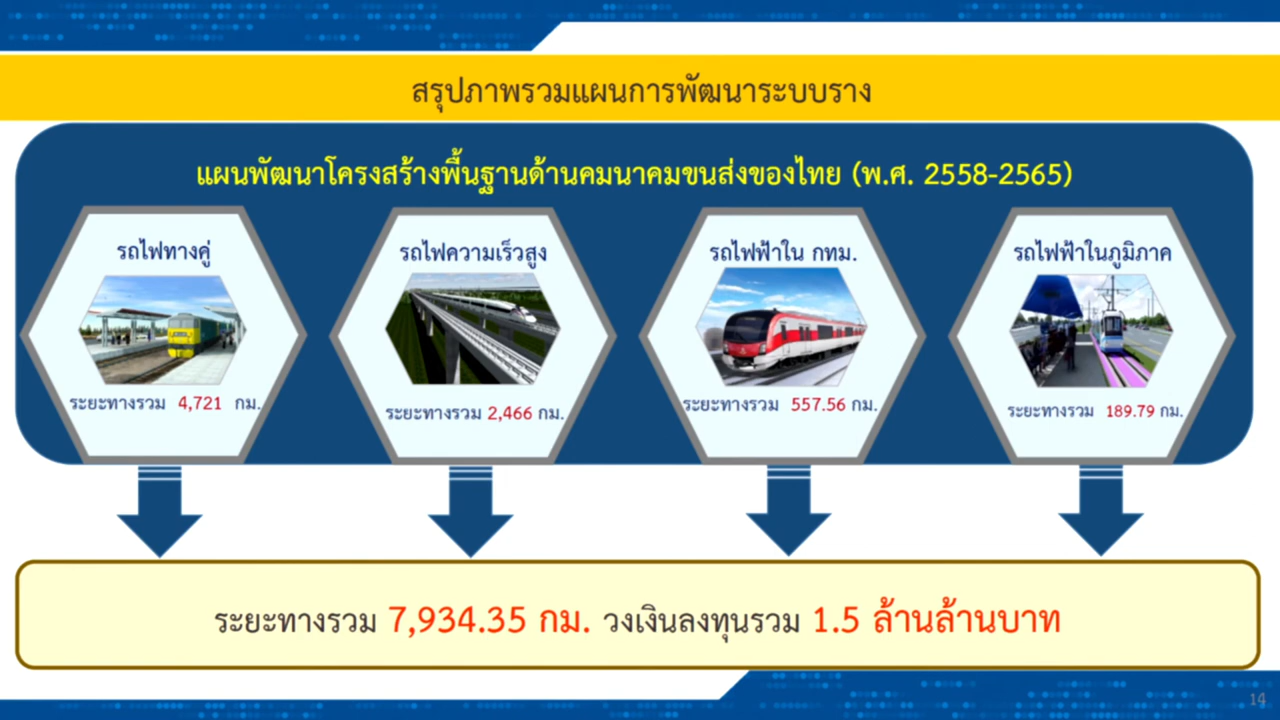 สรุปภาพรวมแผนการพัฒนาระบบราง
แผนพัฒนาโครงสร้างพื้นฐานด้านคมนาคมขนส่งของไทย (พ.ศ. 2558-2565)
รถไฟทางคู่
ระยะทางรวม 4,721 กม.
รถไฟความเร็วสูง
ระยะทางรวม 2,466 กม.
รถไฟฟ้าใน กทม.
ระยะทางรวม 557.56 กม.
รถไฟฟ้าในภูมิภาค
ระยะทางรวม 189.79 กม.
ระยะทางรวม 7,934.35 กม. วงเงินลงทุนรวม 1.5 ล้านล้านบาท
14